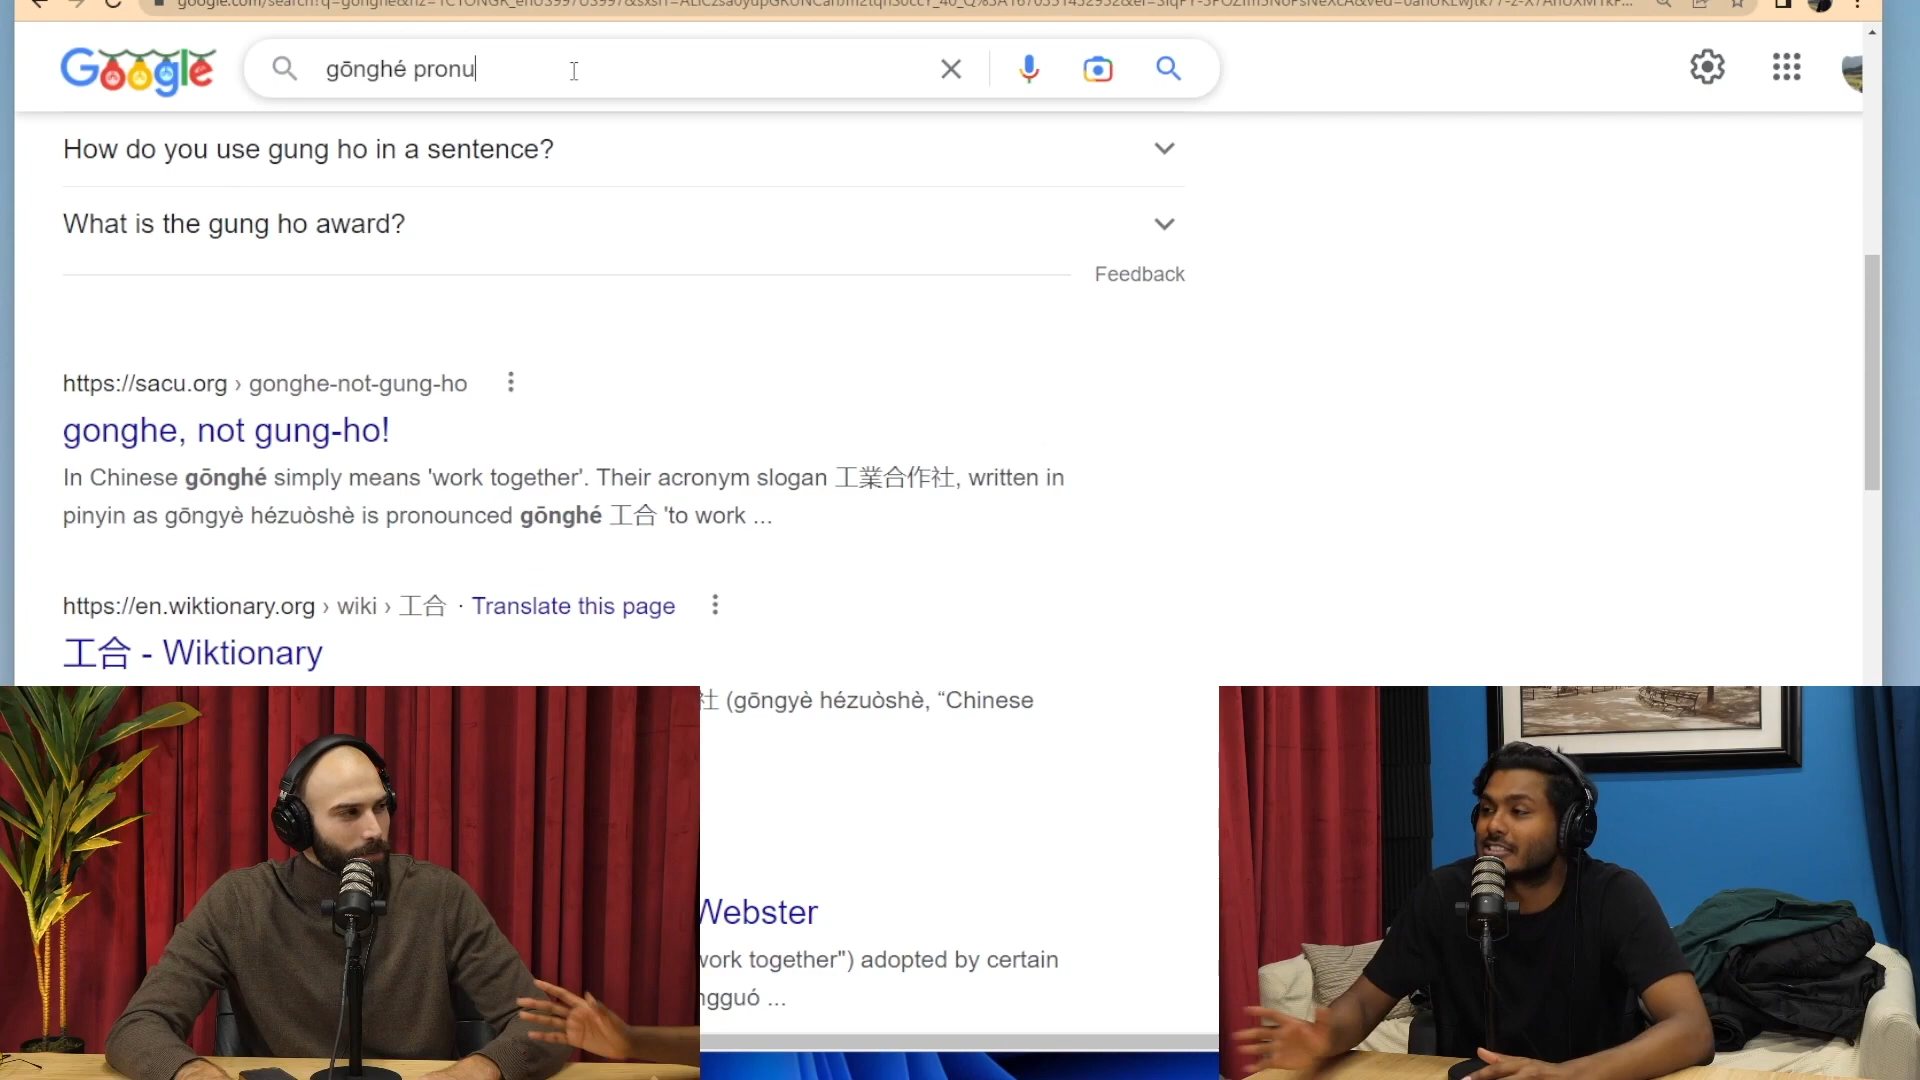 Google
gōnghé pronu
How do you use gung ho in a sentence?
What is the gung ho award?
Feedback
https://sacu.org › gonghe-not-gung-ho
gonghe, not gung-ho!
In Chinese gōnghé simply means 'work together'. Their acronym slogan 工業合作社, written in
pinyin as gōngyè hézuòshè is pronounced gōnghé 工合 'to work ...
https://en.wiktionary.org › wiki › 工合 · Translate this page
工合 - Wiktionary
社 (gōngyè hézuòshè, “Chinese
Webster
work together") adopted by certain
ngguó ...